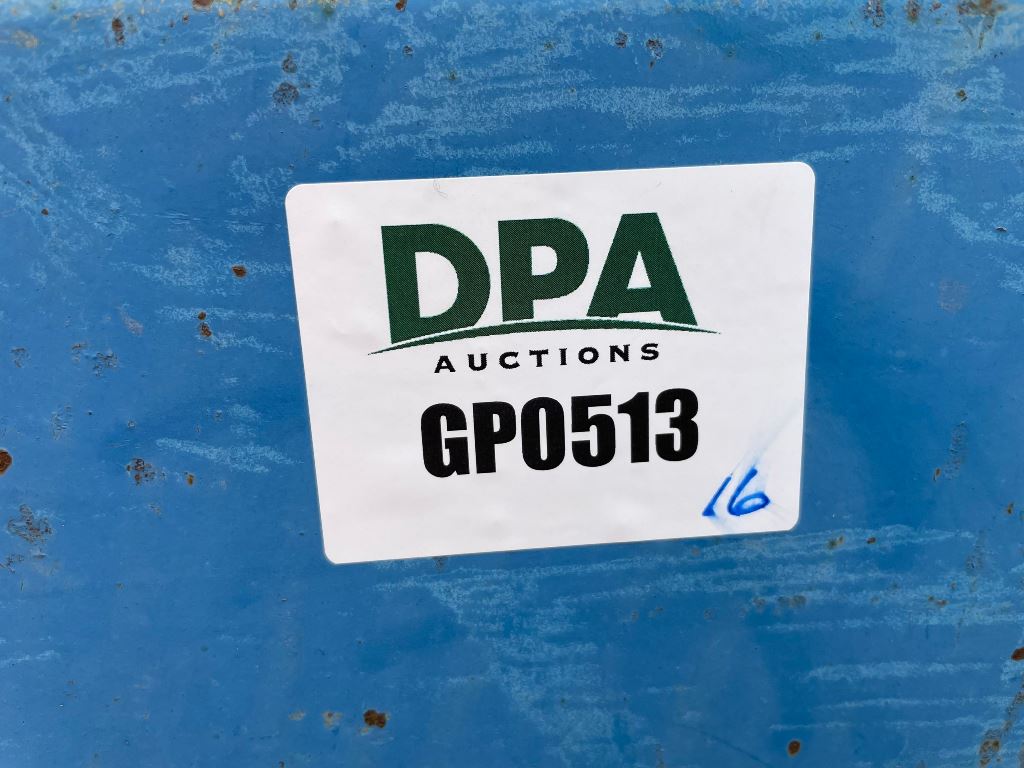 DPA
AUCTIONS
GP0513
16